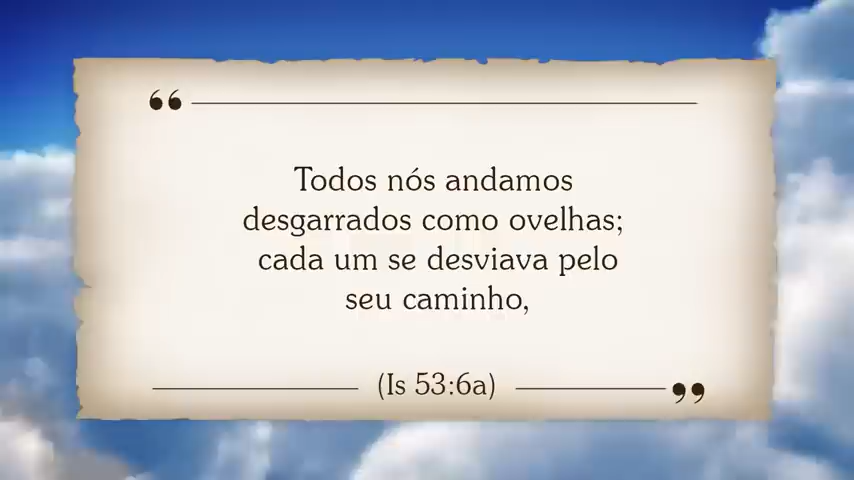 Todos nós andamos
desgarrados como ovelhas;
cada um se desviava pelo
seu caminho,
(Is 53:6a)